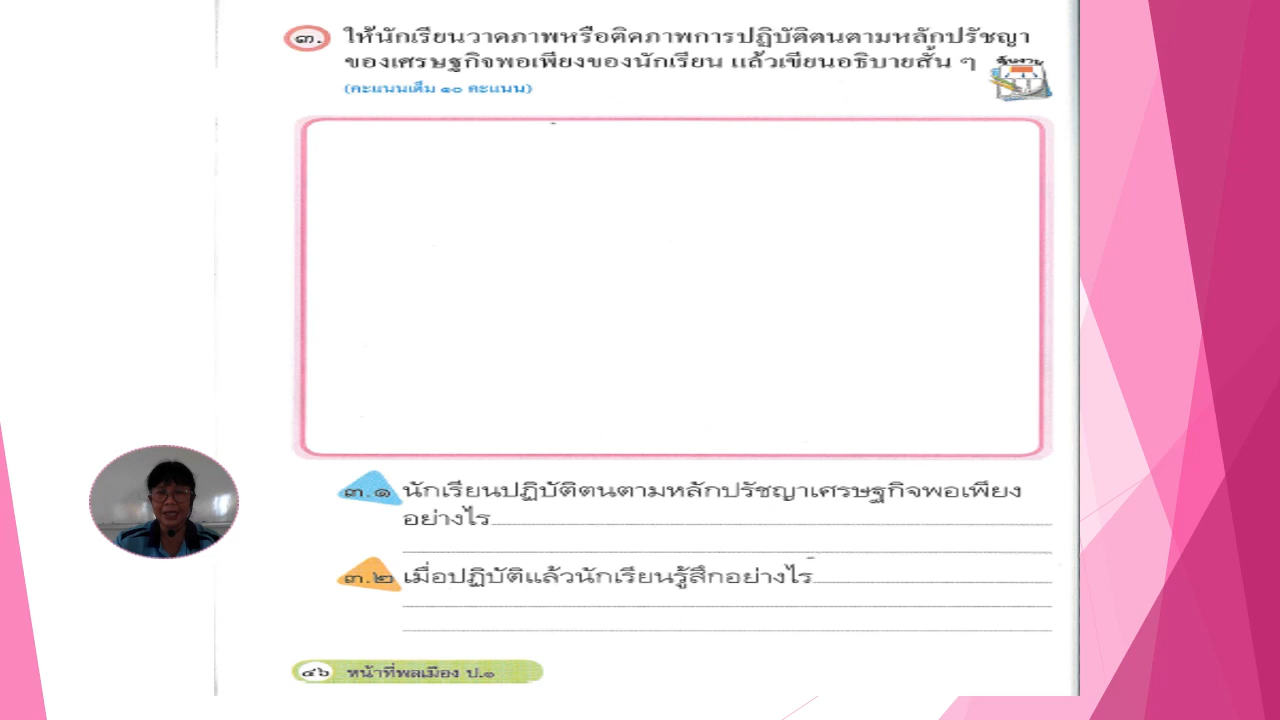 ๓. ให้นักเรียนวาดภาพหรือติดภาพการปฏิบัติตนตามหลักปรัชญา
ของเศรษฐกิจพอเพียงของนักเรียน แล้วเขียนอธิบายสั้น ๆ
ชิ้นงาน
(คะแนนเต็ม ๑๐ คะแนน)
๓.๑ นักเรียนปฏิบัติตนตามหลักปรัชญาเศรษฐกิจพอเพียง
อย่างไร
๓.๒ เมื่อปฏิบัติแล้วนักเรียนรู้สึกอย่างไร
๔๖ หน้าที่พลเมือง ป.๑